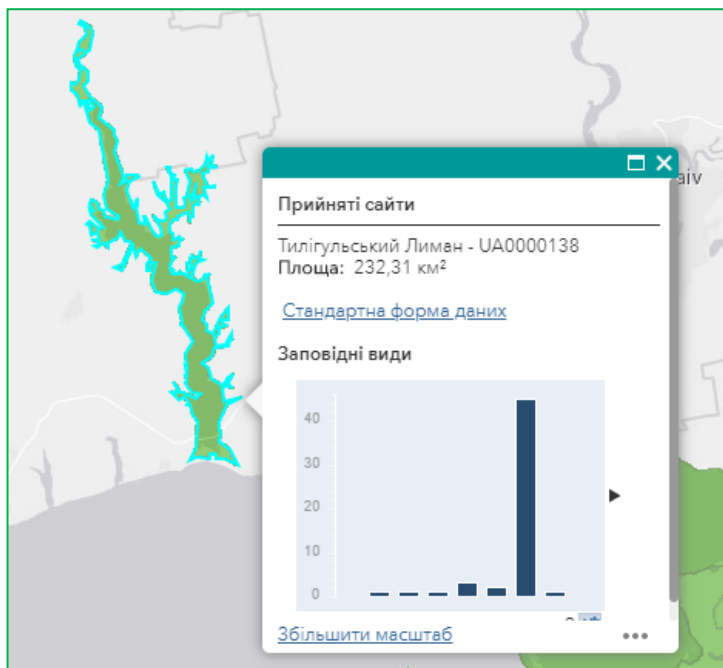 aiv
Прийняті сайти
Тилігульський Лиман - UA0000138
Площа: 232,31 км²
Стандартна форма даних
Заповідні види
40
30
20
10
0
Збільшити масштаб